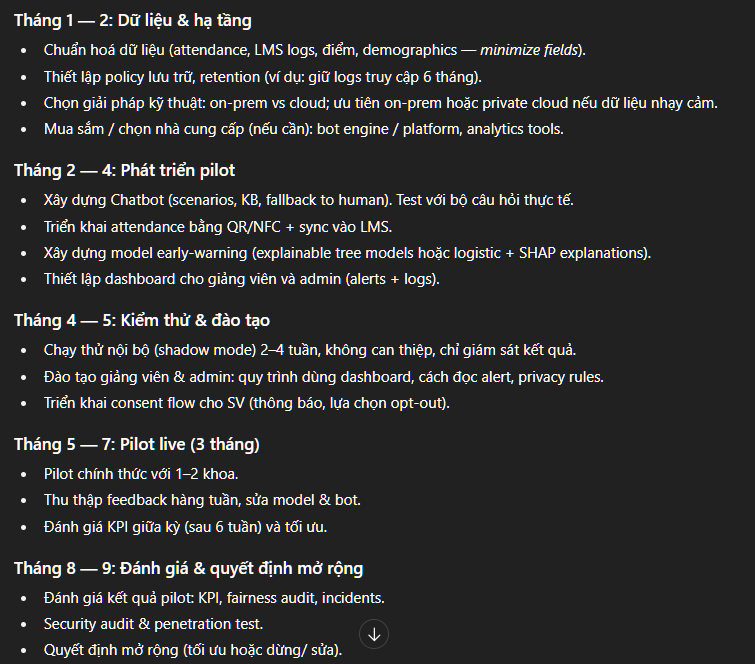 Tháng 1 — 2: Dữ liệu & hạ tầng
• Chuẩn hoá dữ liệu (attendance, LMS logs, điểm, demographics — minimize fields).
• Thiết lập policy lưu trữ, retention (ví dụ: giữ logs truy cập 6 tháng).
• Chọn giải pháp kỹ thuật: on-prem vs cloud; ưu tiên on-prem hoặc private cloud nếu dữ liệu nhạy cảm.
• Mua sắm / chọn nhà cung cấp (nếu cần): bot engine / platform, analytics tools.
Tháng 2 — 4: Phát triển pilot
• Xây dựng Chatbot (scenarios, KB, fallback to human). Test với bộ câu hỏi thực tế.
• Triển khai attendance bằng QR/NFC + sync vào LMS.
• Xây dựng model early-warning (explainable tree models hoặc logistic + SHAP explanations).
• Thiết lập dashboard cho giảng viên và admin (alerts + logs).
Tháng 4 — 5: Kiểm thử & đào tạo
• Chạy thử nội bộ (shadow mode) 2–4 tuần, không can thiệp, chỉ giám sát kết quả.
• Đào tạo giảng viên & admin: quy trình dùng dashboard, cách đọc alert, privacy rules.
• Triển khai consent flow cho SV (thông báo, lựa chọn opt-out).
Tháng 5 — 7: Pilot live (3 tháng)
• Pilot chính thức với 1–2 khoa.
• Thu thập feedback hàng tuần, sửa model & bot.
• Đánh giá KPI giữa kỳ (sau 6 tuần) và tối ưu.
Tháng 8 — 9: Đánh giá & quyết định mở rộng
• Đánh giá kết quả pilot: KPI, fairness audit, incidents.
• Security audit & penetration test.
• Quyết định mở rộng (tối ưu hoặc dừng/ sửa).